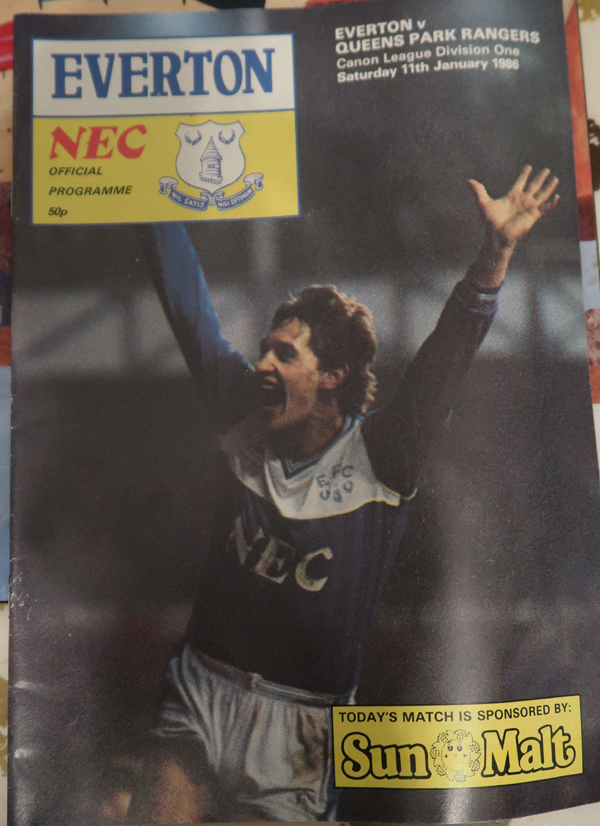 EVERTON
NEC
OFFICIAL
PROGRAMME
50p
NIL SATIS NISI OPTIMUM
EVERTON v
QUEENS PARK RANGERS
Canon League Division One
Saturday 11th January 1986
EFC
NEC
TODAY'S MATCH IS SPONSORED BY:
Sun Malt